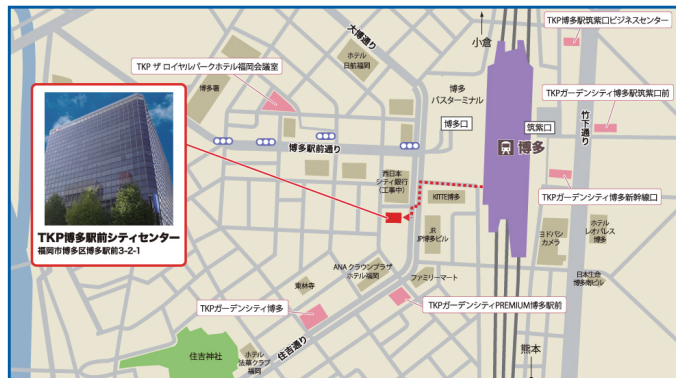 TKP博多駅筑紫口ビジネスセンター
大博通り
小倉
ホテル
日航福岡
TKP ザ ロイヤルパークホテル福岡会議室
博多署
博多
バスターミナル
TKPガーデンシティ博多駅筑紫口前
博多口
筑紫口
竹下通り
博多駅前通り
博多
西日本
シティ銀行
(工事中)
KITTE博多
TKPガーデンシティ博多新幹線口
TKP博多駅前シティセンター
福岡市博多区博多駅前3-2-1
JR
JP博多ビル
ヨドバシ
カメラ
ホテル
レオパレス
博多
ANA クラウンプラザ
ホテル福岡
ファミリーマート
日本生命
博多南ビル
東林寺
TKPガーデンシティ博多
TKPガーデンシティPREMIUM博多駅前
住吉通り
住吉神社
ホテル
法華クラブ
福岡
熊本